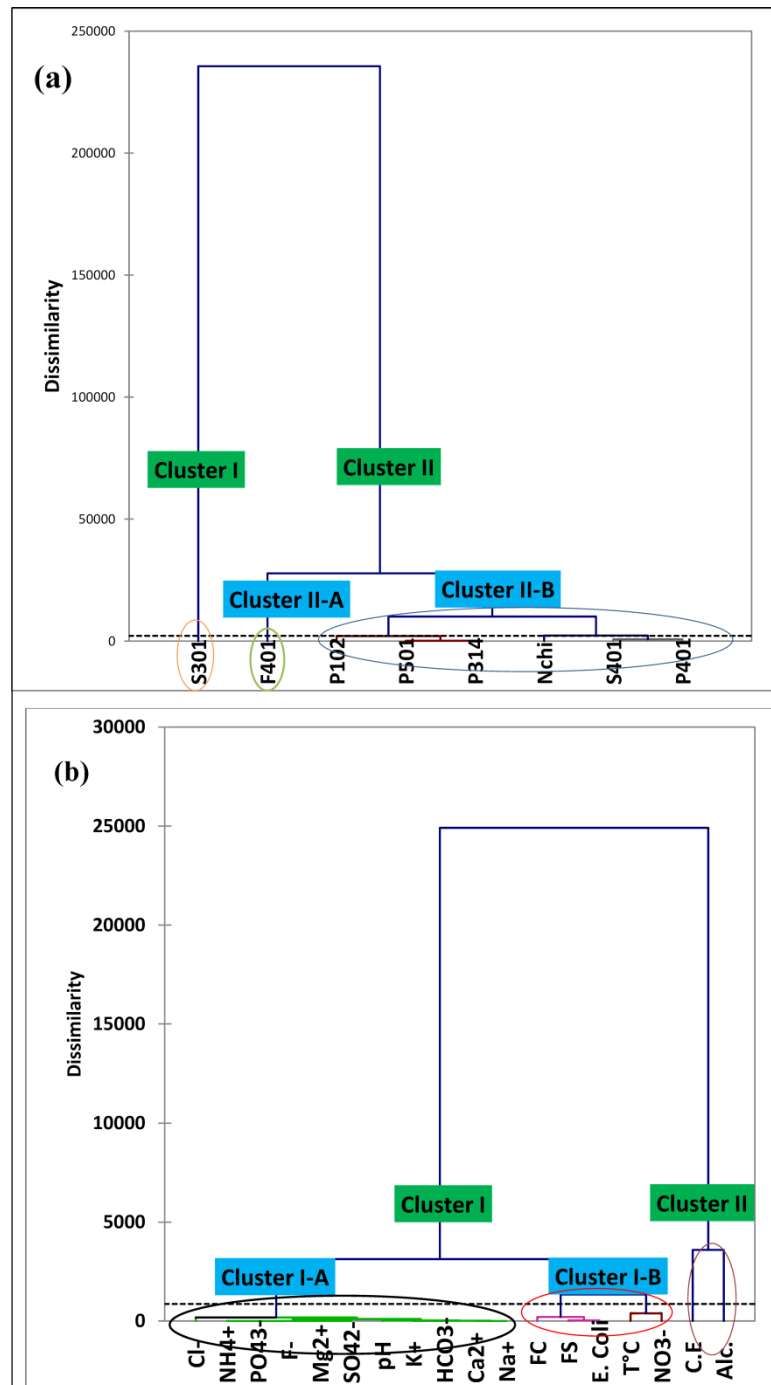 (a)
250000
200000
150000
100000
50000
0
Dissimilarity
Cluster I
Cluster II
Cluster II-A
Cluster II-B
S301
F401
P102
P501
P314
Nchi
S401
P401
(b)
30000
25000
20000
15000
10000
5000
0
Dissimilarity
Cluster I
Cluster II
Cluster I-A
Cluster I-B
Cl-
NH4+
PO43-
F-
Mg2+
SO42-
pH
K+
HCO3-
Ca2+
Na+
FC
FS
E. Coli
T°C
NO3-
C.E
Alc.